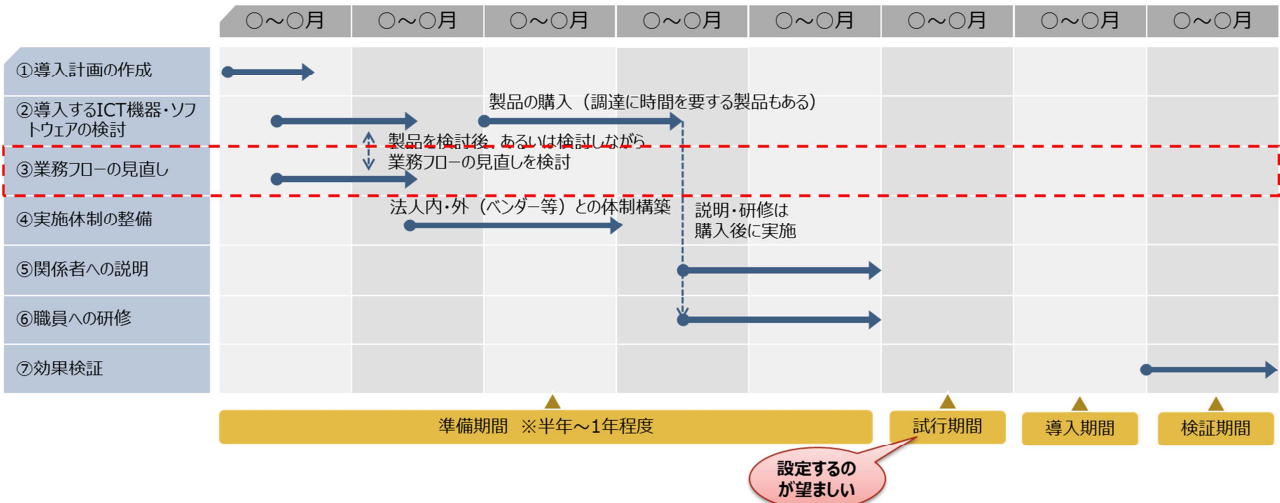 ○～○月 ○～○月 ○～○月 ○～○月 ○～○月 ○～○月 ○～○月 ○～○月
①導入計画の作成
②導入するICT機器・ソフ
トウェアの検討
製品の購入（調達に時間を要する製品もある）
製品を検討後、あるいは検討しながら
業務フローの見直しを検討
③業務フローの見直し
④実施体制の整備
法人内・外（ベンダー等）との体制構築
説明・研修は
購入後に実施
⑤関係者への説明
⑥職員への研修
⑦効果検証
準備期間 ※半年～1年程度
試行期間
導入期間
検証期間
設定するの
が望ましい